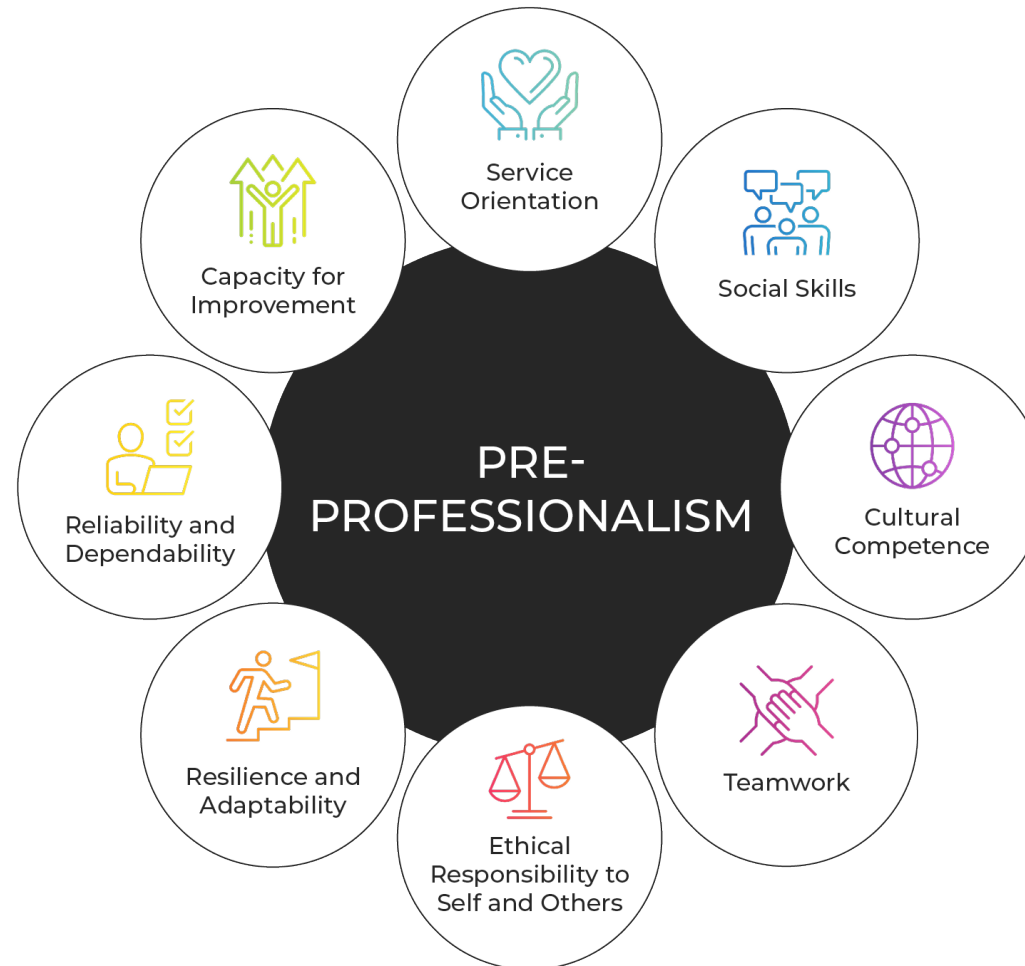 Service
Orientation
Social Skills
Cultural
Competence
Teamwork
Ethical
Responsibility to
Self and Others
Resilience and
Adaptability
Reliability and
Dependability
Capacity for
Improvement
PRE-
PROFESSIONALISM